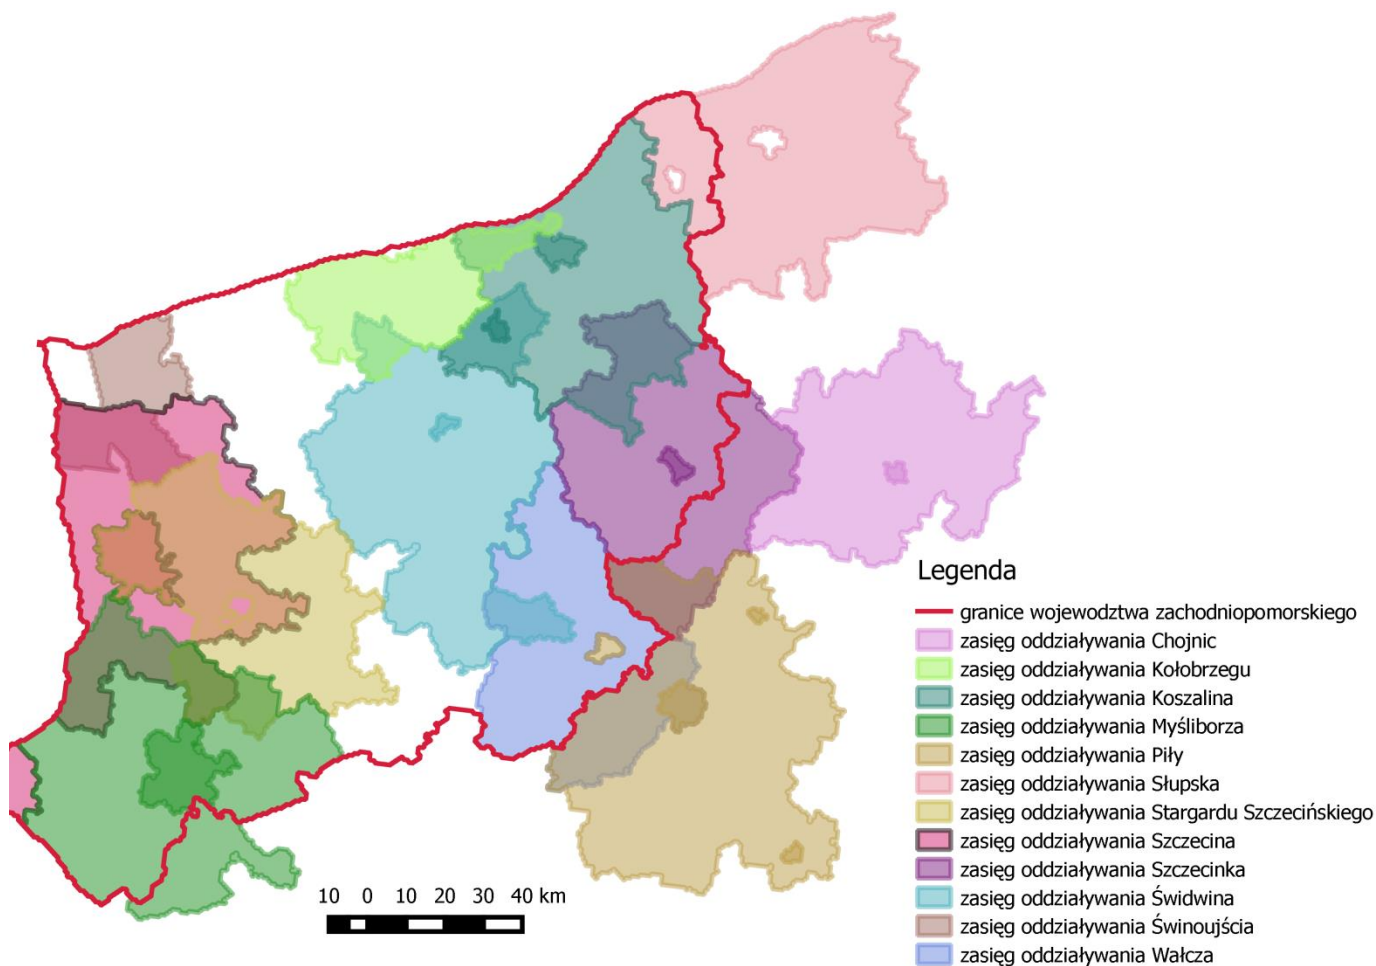 Legenda
granice wojewodztwa zachodniopomorskiego
zasięg oddziaływania Chojnic
zasięg oddziaływania Kołobrzegu
zasięg oddziaływania Koszalina
zasięg oddziaływania Myśliborza
zasięg oddziaływania Piły
zasięg oddziaływania Słupska
zasięg oddziaływania Stargardu Szczecińskiego
zasięg oddziaływania Szczecina
zasięg oddziaływania Szczecinka
zasięg oddziaływania Świdwina
zasięg oddziaływania Świnoujścia
zasięg oddziaływania Wałcza
10 0 10 20 30 40 km